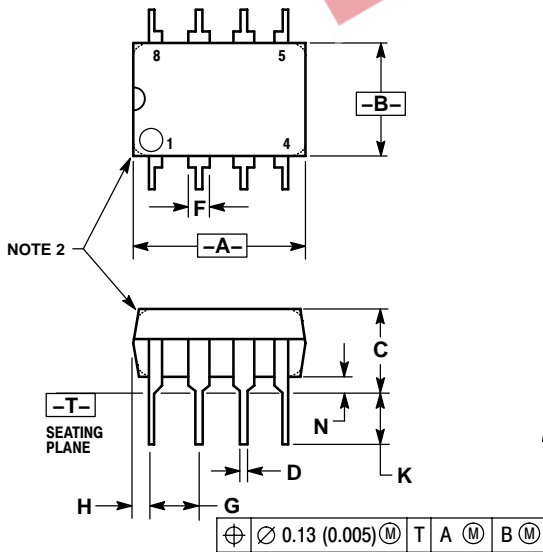 8 5
–B–
1 4
F
NOTE 2
–A–
C
–T–
N
SEATING
PLANE
D
K
H
G
⌖ ∅ 0.13 (0.005) Ⓜ T A Ⓜ B Ⓜ